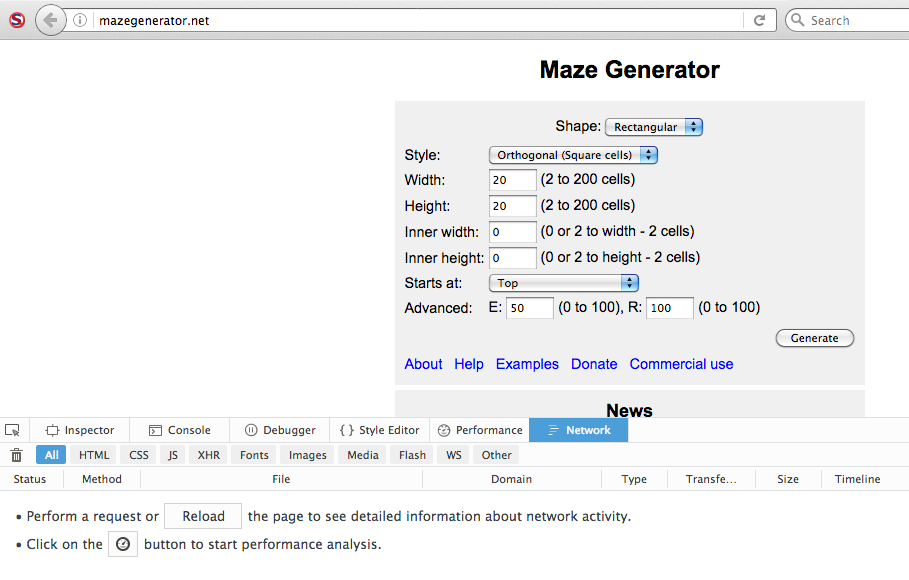 mazegenerator.net
Search
Maze Generator
Shape: Rectangular
Style: Orthogonal (Square cells)
Width: 20 (2 to 200 cells)
Height: 20 (2 to 200 cells)
Inner width: 0 (0 or 2 to width - 2 cells)
Inner height: 0 (0 or 2 to height - 2 cells)
Starts at: Top
Advanced: E: 50 (0 to 100), R: 100 (0 to 100)
Generate
About Help Examples Donate Commercial use
News
Inspector Console Debugger { } Style Editor Performance Network
All HTML CSS JS XHR Fonts Images Media Flash WS Other
Status Method File Domain Type Transfe... Size Timeline
• Perform a request or Reload the page to see detailed information about network activity.
• Click on the button to start performance analysis.